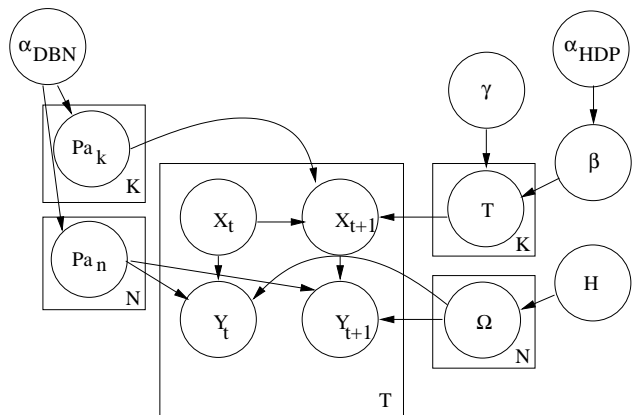 α_DBN
α_HDP
γ
Pa_k
K
β
T
K
X_t
X_t+1
Pa_n
N
H
Y_t
Y_t+1
Ω
N
T